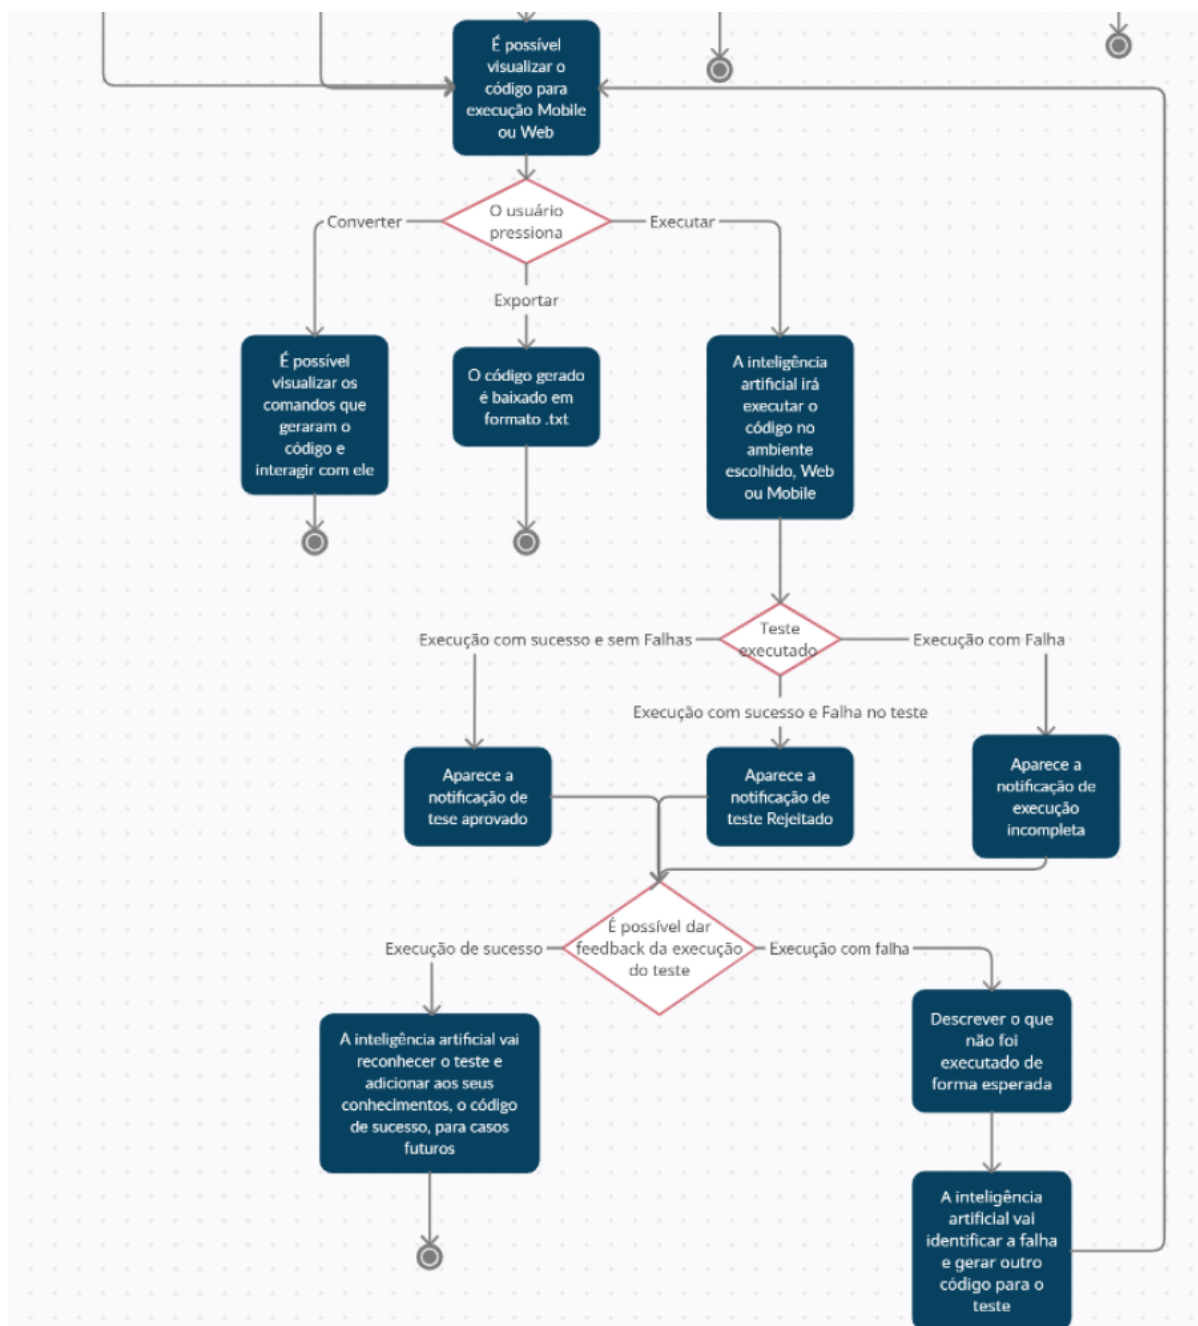 É possível
visualizar o
código para
execução Mobile
ou Web
O usuário
pressiona
Converter
Executar
Exportar
É possível
visualizar os
comandos que
geraram o
código e
interagir com ele
O código gerado
é baixado em
formato .txt
A inteligência
artificial irá
executar o
código no
ambiente
escolhido, Web
ou Mobile
Teste
executado
Execução com sucesso e sem Falhas
Execução com Falha
Execução com sucesso e Falha no teste
Aparece a
notificação de
tese aprovado
Aparece a
notificação de
teste Rejeitado
Aparece a
notificação de
execução
incompleta
É possível dar
feedback da execução
do teste
Execução de sucesso
Execução com falha
A inteligência artificial vai
reconhecer o teste e
adicionar aos seus
conhecimentos, o código
de sucesso, para casos
futuros
Descrever o que
não foi
executado de
forma esperada
A inteligência
artificial vai
identificar a falha
e gerar outro
código para o
teste